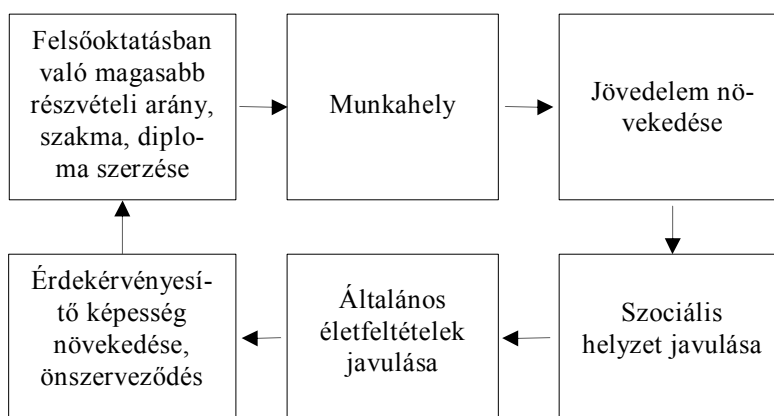 Felsőoktatásban
való magasabb
részvételi arány,
szakma, diplo-
ma szerzése
Munkahely
Jövedelem nö-
vekedése
Érdekérvényesí-
tő képesség
növekedése,
önszerveződés
Általános
életfeltételek
javulása
Szociális
helyzet javulása